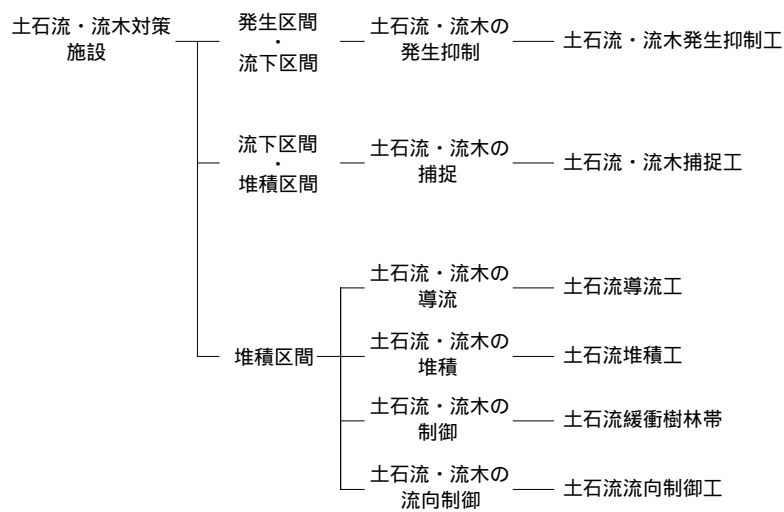 土石流・流木対策
施設
発生区間
・
流下区間
土石流・流木の
発生抑制
土石流・流木発生抑制工
流下区間
・
堆積区間
土石流・流木の
捕捉
土石流・流木捕捉工
堆積区間
土石流・流木の
導流
土石流導流工
土石流・流木の
堆積
土石流堆積工
土石流・流木の
制御
土石流緩衝樹林帯
土石流・流木の
流向制御
土石流流向制御工